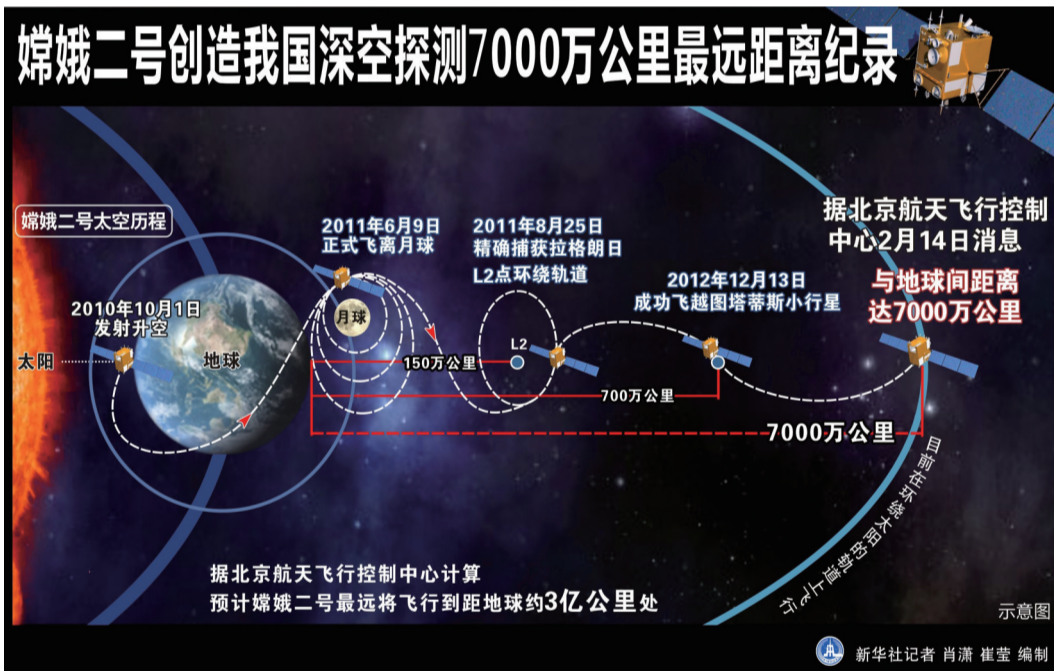 嫦娥二号创造我国深空探测7000万公里最远距离纪录
嫦娥二号太空历程
2010年10月1日
发射升空
太阳
地球
2011年6月9日
正式飞离月球
月球
2011年8月25日
精确捕获拉格朗日
L2点环绕轨道
L2
150万公里
2012年12月13日
成功飞越图塔蒂斯小行星
700万公里
据北京航天飞行控制
中心2月14日消息
与地球间距离
达7000万公里
7000万公里
目前在环绕太阳的轨道上飞行
据北京航天飞行控制中心计算
预计嫦娥二号最远将飞行到距地球约3亿公里处
示意图
新华社记者 肖潇 崔莹 编制